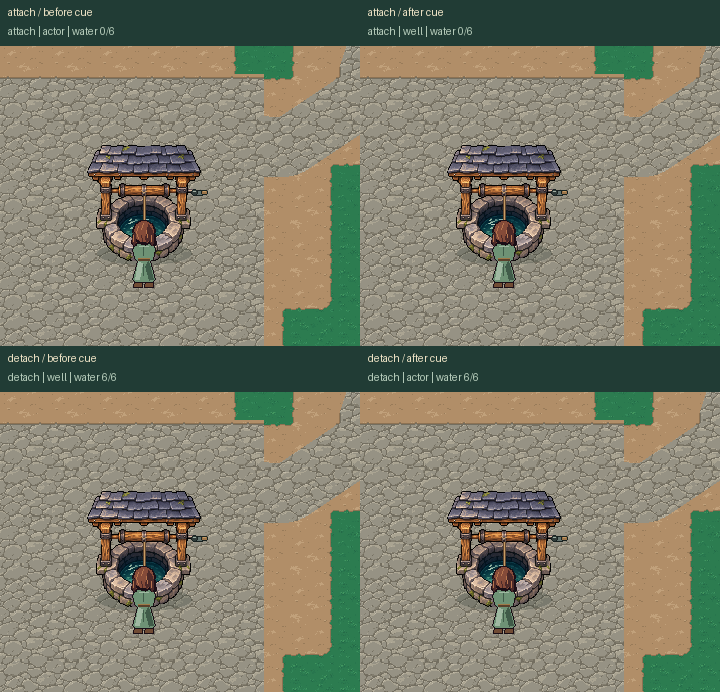 attach / before cue
attach | actor | water 0/6
attach / after cue
attach | well | water 0/6
detach / before cue
detach | well | water 6/6
detach / after cue
detach | actor | water 6/6